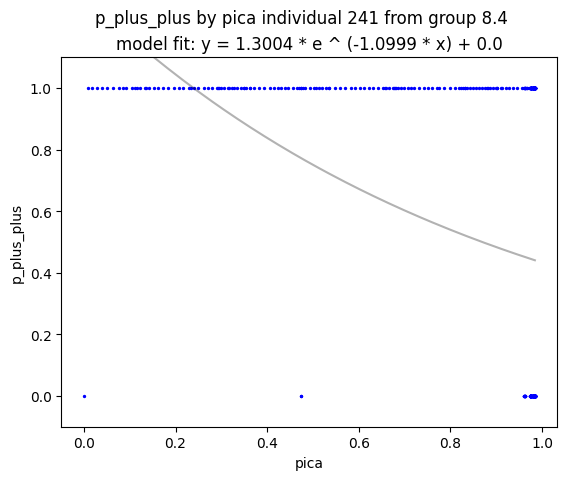 p_plus_plus by pica individual 241 from group 8.4
model fit: y = 1.3004 * e ^ (-1.0999 * x) + 0.0
1.0
0.8
0.6
0.4
0.2
0.0
p_plus_plus
0.0 0.2 0.4 0.6 0.8 1.0
pica